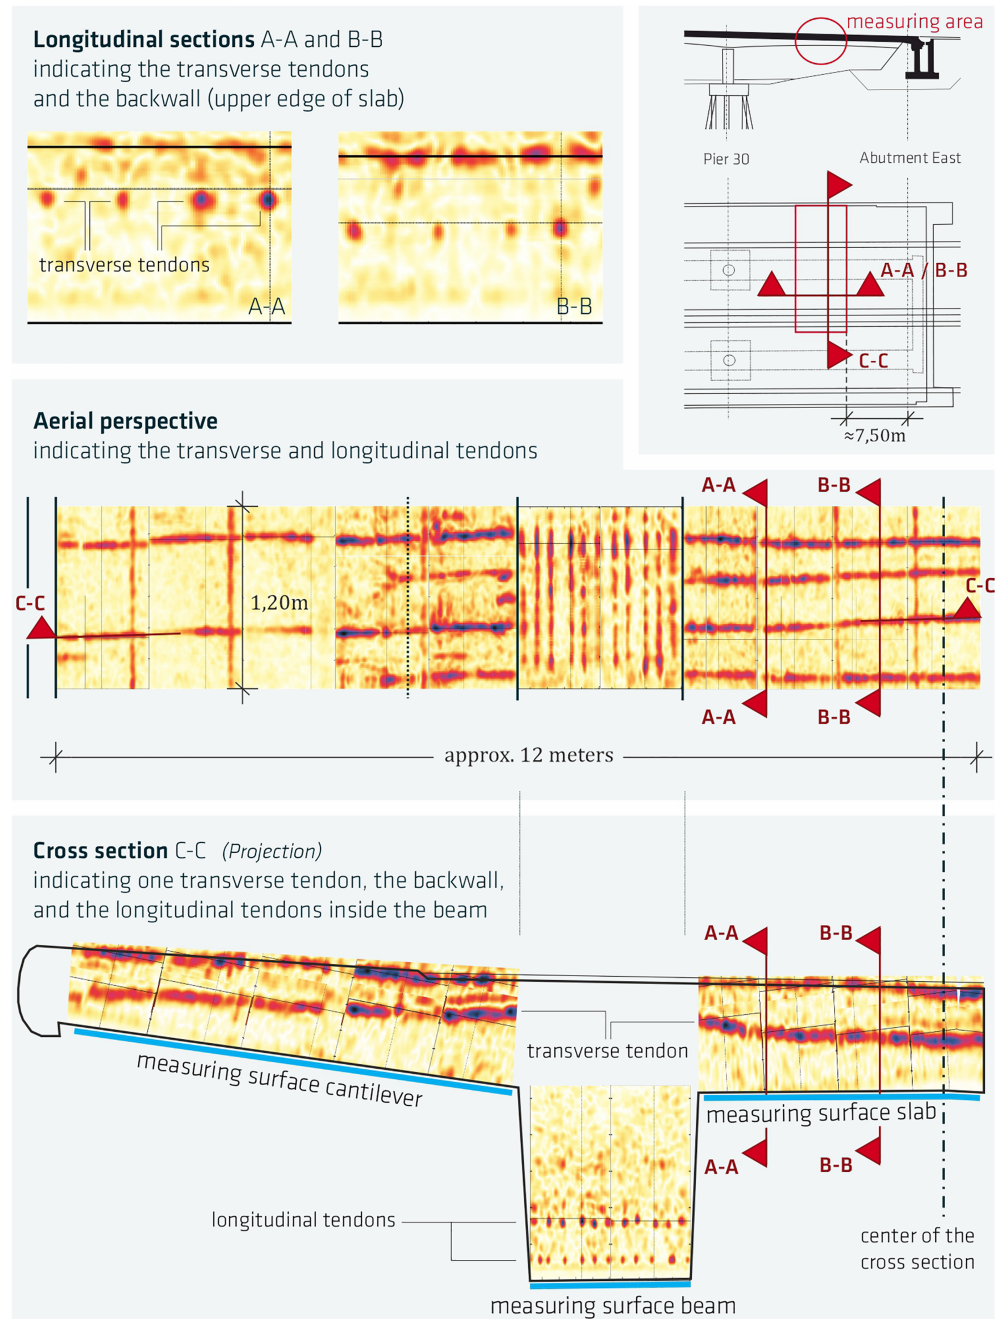 Longitudinal sections A-A and B-B
indicating the transverse tendons
and the backwall (upper edge of slab)
transverse tendons
A-A
B-B
measuring area
Pier 30
Abutment East
A-A / B-B
C-C
≈7,50m
Aerial perspective
indicating the transverse and longitudinal tendons
A-A
B-B
C-C
1,20m
C-C
A-A
B-B
approx. 12 meters
Cross section C-C (Projection)
indicating one transverse tendon, the backwall,
and the longitudinal tendons inside the beam
A-A
B-B
transverse tendon
measuring surface cantilever
measuring surface slab
A-A
B-B
longitudinal tendons
center of the
cross section
measuring surface beam